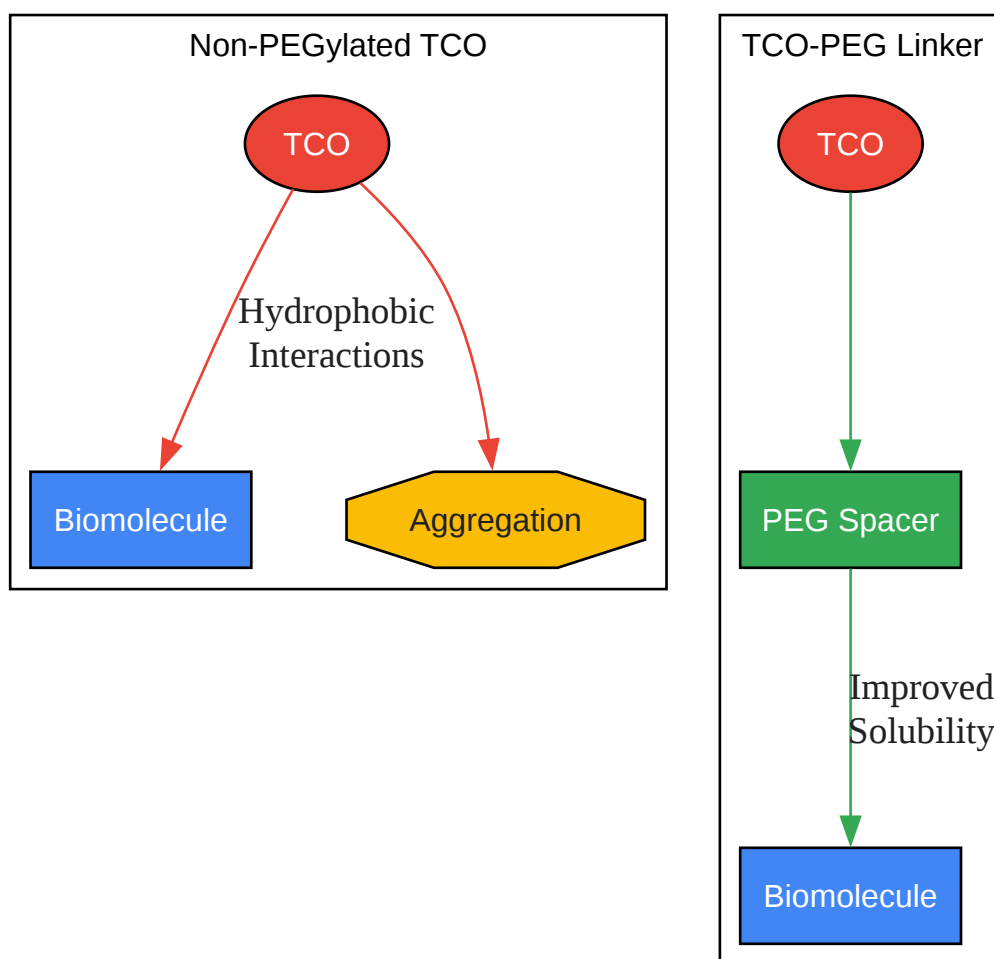 Non-PEGylated TCO
TCO
Hydrophobic
Interactions
Biomolecule
Aggregation
TCO-PEG Linker
TCO
PEG Spacer
Improved
Solubility
Biomolecule